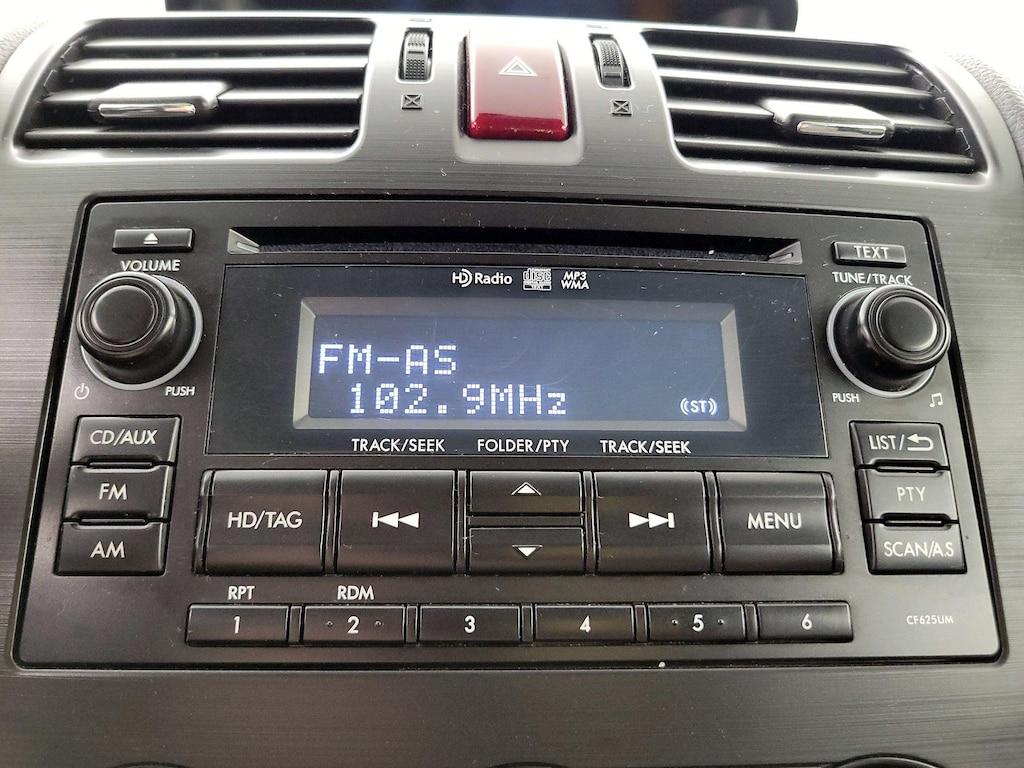 HD Radio
MP3
WMA
TEXT
VOLUME
TUNE/TRACK
FM-AS
102.9MHz
(ST)
PUSH
PUSH
TRACK/SEEK FOLDER/PTY TRACK/SEEK
CD/AUX
LIST/
FM
HD/TAG
MENU
PTY
AM
SCAN/A.S
RPT RDM
1 2 3 4 5 6
CF625UM